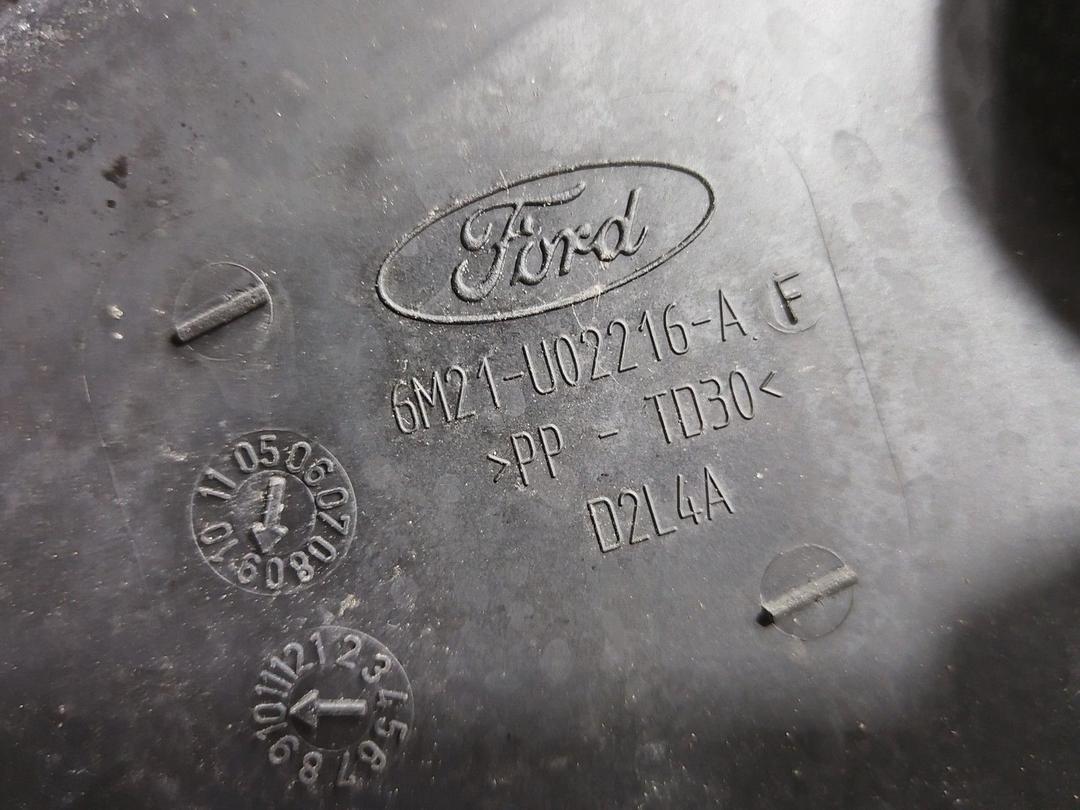 Ford
6M21-U02216-A F
>PP - TD30<
D2L4A
05 06 07 08 09 10 11
1 2 3 4 5 6 7 8 9 10 11 12